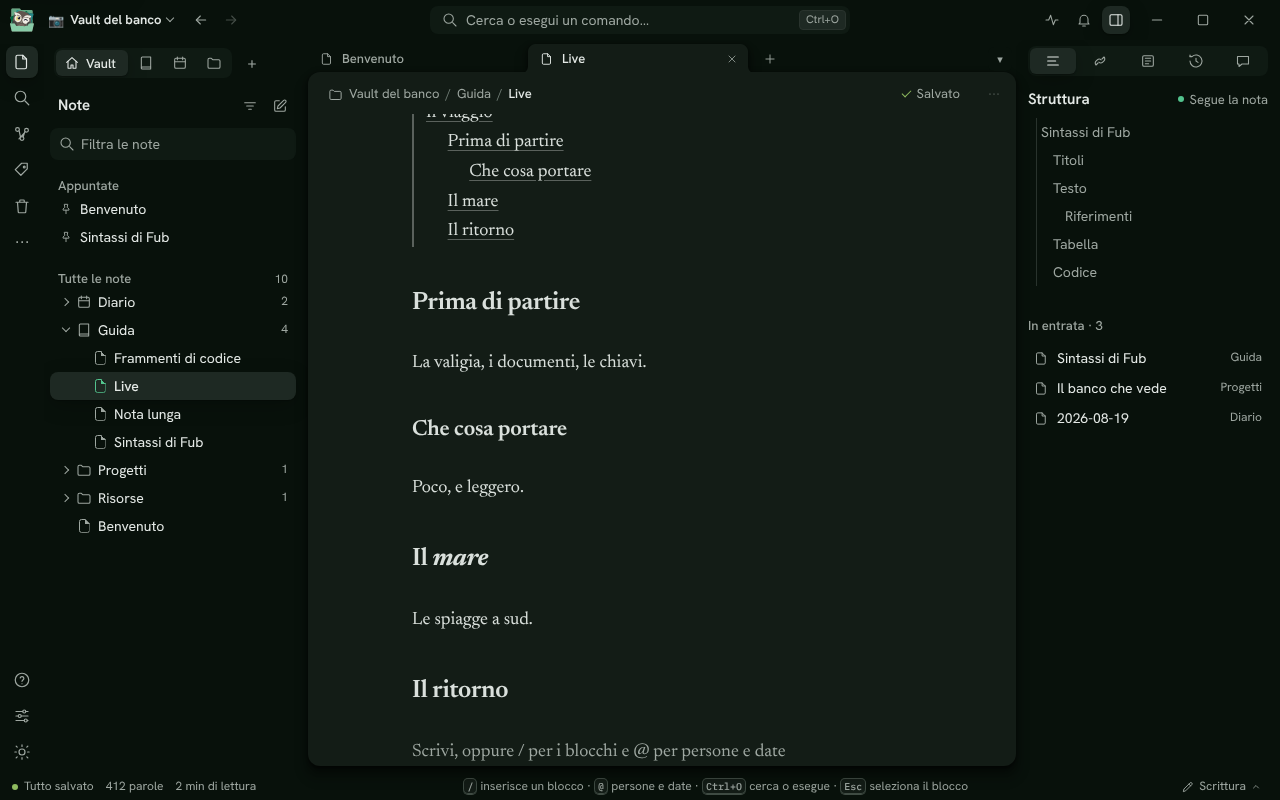 Vault del banco
Cerca o esegui un comando...
Ctrl+O
Vault
Benvenuto
Live
Note
Filtra le note
Appuntate
Benvenuto
Sintassi di Fub
Tutte le note 10
Diario 2
Guida 4
Frammenti di codice
Live
Nota lunga
Sintassi di Fub
Progetti 1
Risorse 1
Benvenuto
Vault del banco / Guida / Live
Salvato
Il viaggio
Prima di partire
Che cosa portare
Il mare
Il ritorno
Prima di partire
La valigia, i documenti, le chiavi.
Che cosa portare
Poco, e leggero.
Il mare
Le spiagge a sud.
Il ritorno
Scrivi, oppure / per i blocchi e @ per persone e date
Struttura
Segue la nota
Sintassi di Fub
Titoli
Testo
Riferimenti
Tabella
Codice
In entrata · 3
Sintassi di Fub Guida
Il banco che vede Progetti
2026-08-19 Diario
Tutto salvato 412 parole 2 min di lettura
/ inserisce un blocco · @ persone e date · Ctrl+O cerca o esegue · Esc seleziona il blocco
Scrittura